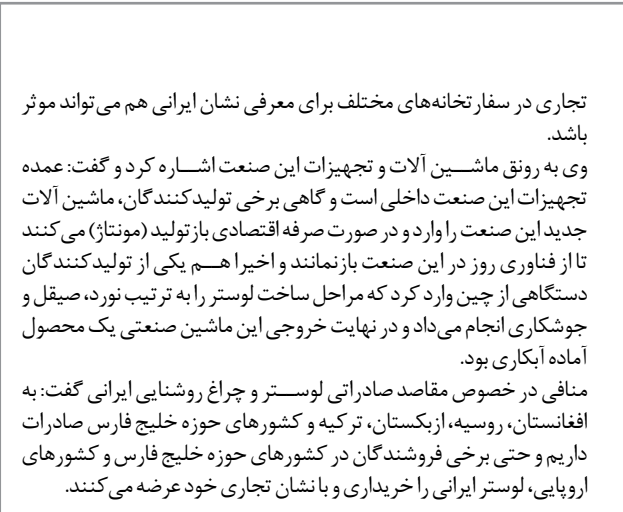 تجاری در سفارتخانه‌های مختلف برای معرفی نشان ایرانی هم می‌تواند موثر
باشد.
وی به رونق ماشین آلات و تجهیزات این صنعت اشاره کرد و گفت: عمده
تجهیزات این صنعت داخلی است و گاهی برخی تولیدکنندگان، ماشین آلات
جدید این صنعت را وارد و در صورت صرفه اقتصادی باز تولید (مونتاژ) می‌کنند
تا از فناوری روز در این صنعت بازنمانند و اخیرا هم یکی از تولیدکنندگان
دستگاهی از چین وارد کرد که مراحل ساخت لوستر را به ترتیب نورد، صیقل و
جوشکاری انجام می‌داد و در نهایت خروجی این ماشین صنعتی یک محصول
آماده آبکاری بود.
منافی در خصوص مقاصد صادراتی لوستر و چراغ روشنایی ایرانی گفت: به
افغانستان، روسیه، ازبکستان، ترکیه و کشورهای حوزه خلیج فارس صادرات
داریم و حتی برخی فروشندگان در کشورهای حوزه خلیج فارس و کشورهای
اروپایی، لوستر ایرانی را خریداری و با نشان تجاری خود عرضه می‌کنند.